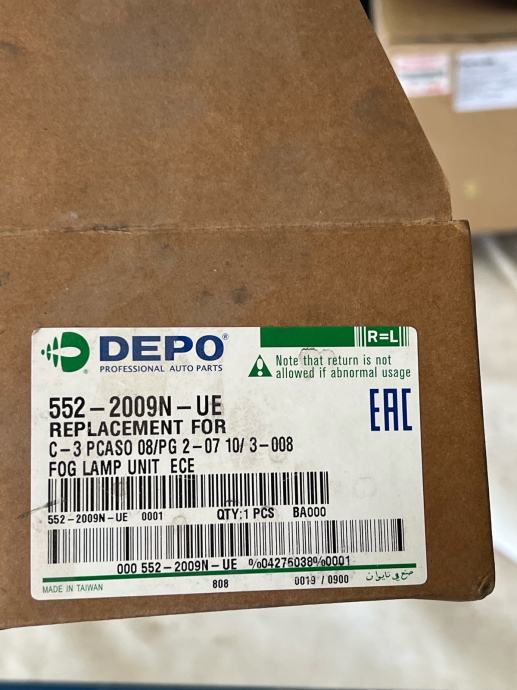 DEPO®
PROFESSIONAL AUTO PARTS
R=L
Note that return is not
allowed if abnormal usage
552-2009N-UE
REPLACEMENT FOR
C-3 PCASO 08/PG 2-07 10/ 3-008
FOG LAMP UNIT ECE
EAC
552-2009N-UE 0001 QTY:1 PCS BA000
000 552-2009N-UE %04276038%0001
MADE IN TAIWAN 808 0019 / 0900 صنع في تايوان